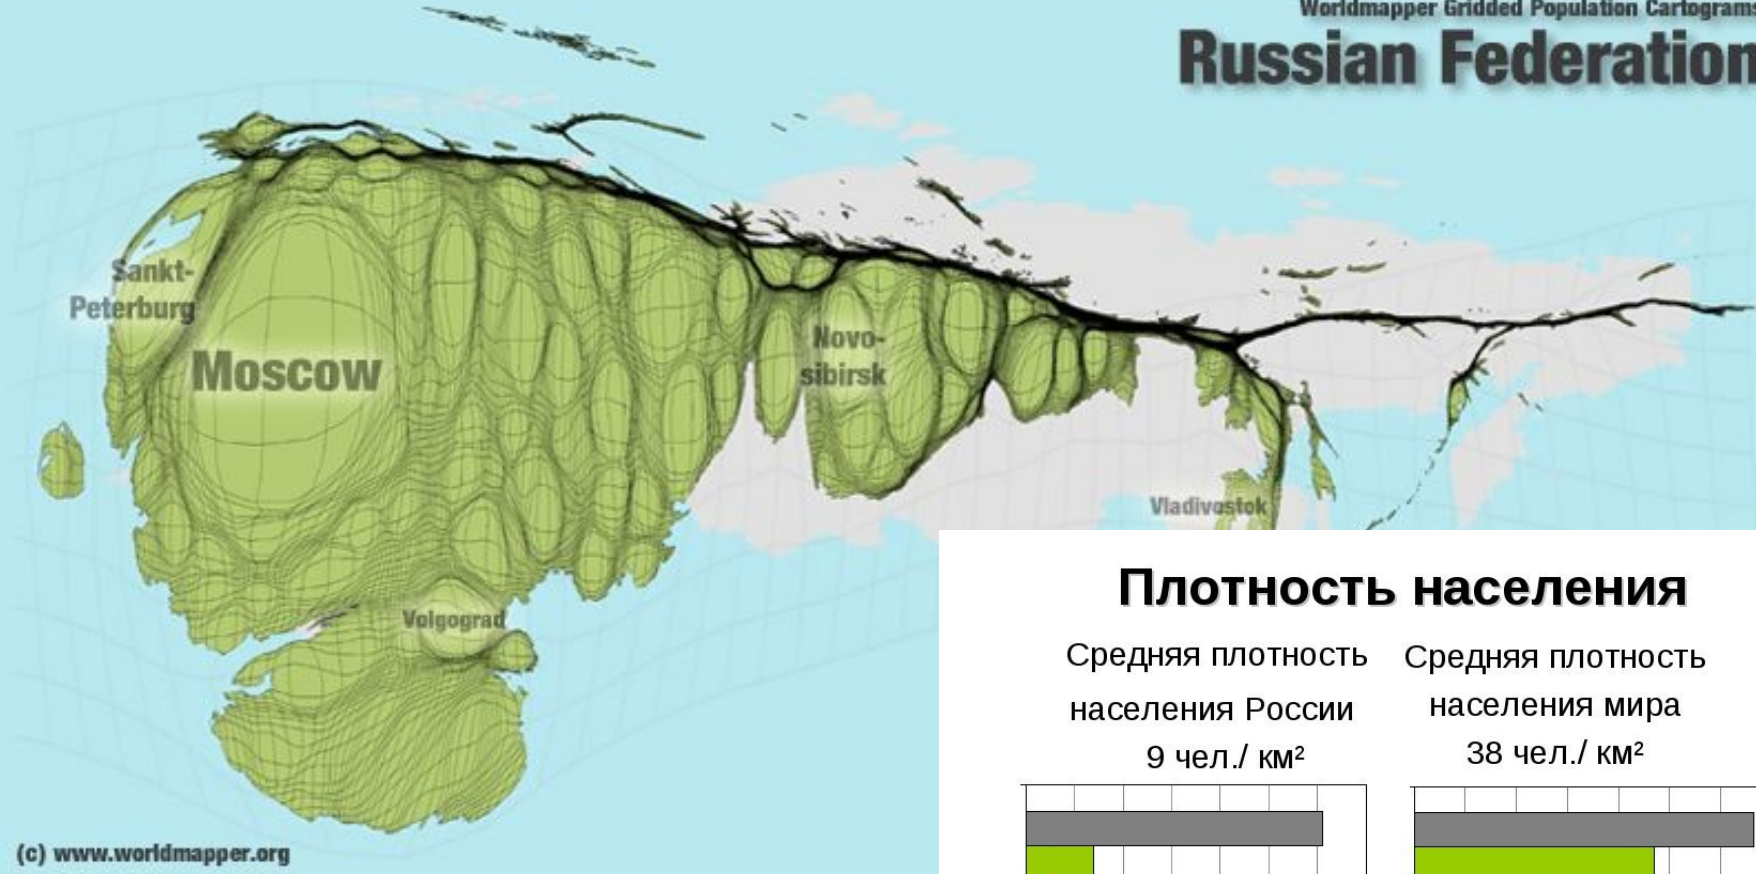 Worldmapper Gridded Population Cartograms
Russian Federation
Sankt-
Peterburg
Moscow
Novo-
sibirsk
Vladivostok
Volgograd
(c) www.worldmapper.org
Плотность населения
Средняя плотность
населения России
9 чел./ км²
Средняя плотность
населения мира
38 чел./ км²